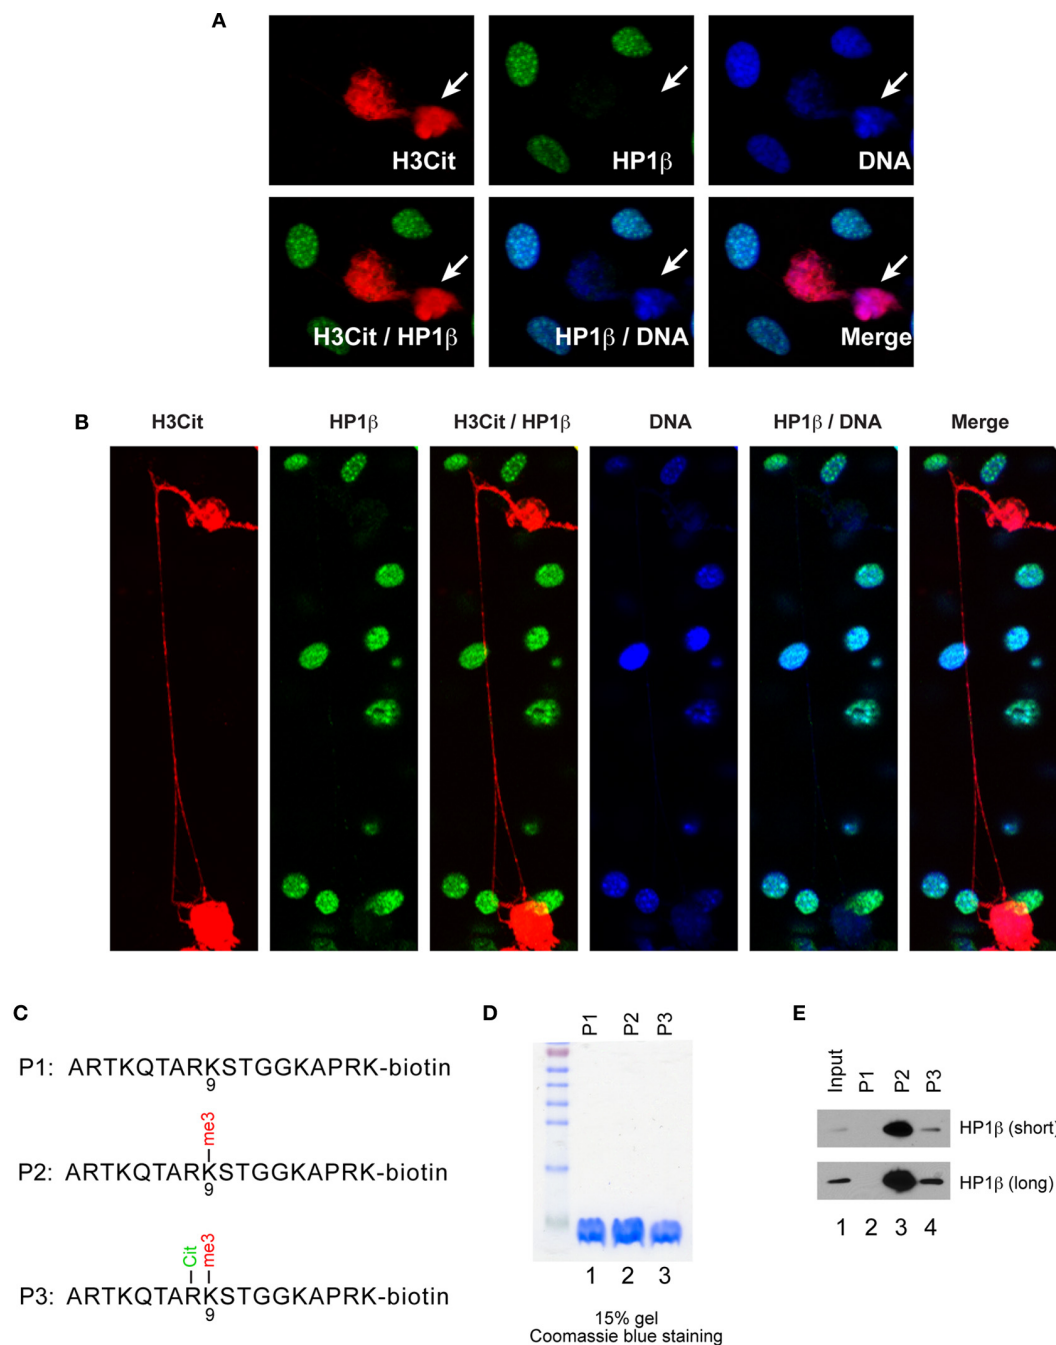 A
H3Cit
HP1β
DNA
H3Cit / HP1β
HP1β / DNA
Merge
B
H3Cit
HP1β
H3Cit / HP1β
DNA
HP1β / DNA
Merge
C
P1: ARTKQTARKSTGGKAPRK-biotin
9
me3
P2: ARTKQTARKSTGGKAPRK-biotin
9
Cit
me3
P3: ARTKQTARKSTGGKAPRK-biotin
9
D
P1
P2
P3
1 2 3
15% gel
Coomassie blue staining
E
Input
P1
P2
P3
HP1β (short)
HP1β (long)
1 2 3 4